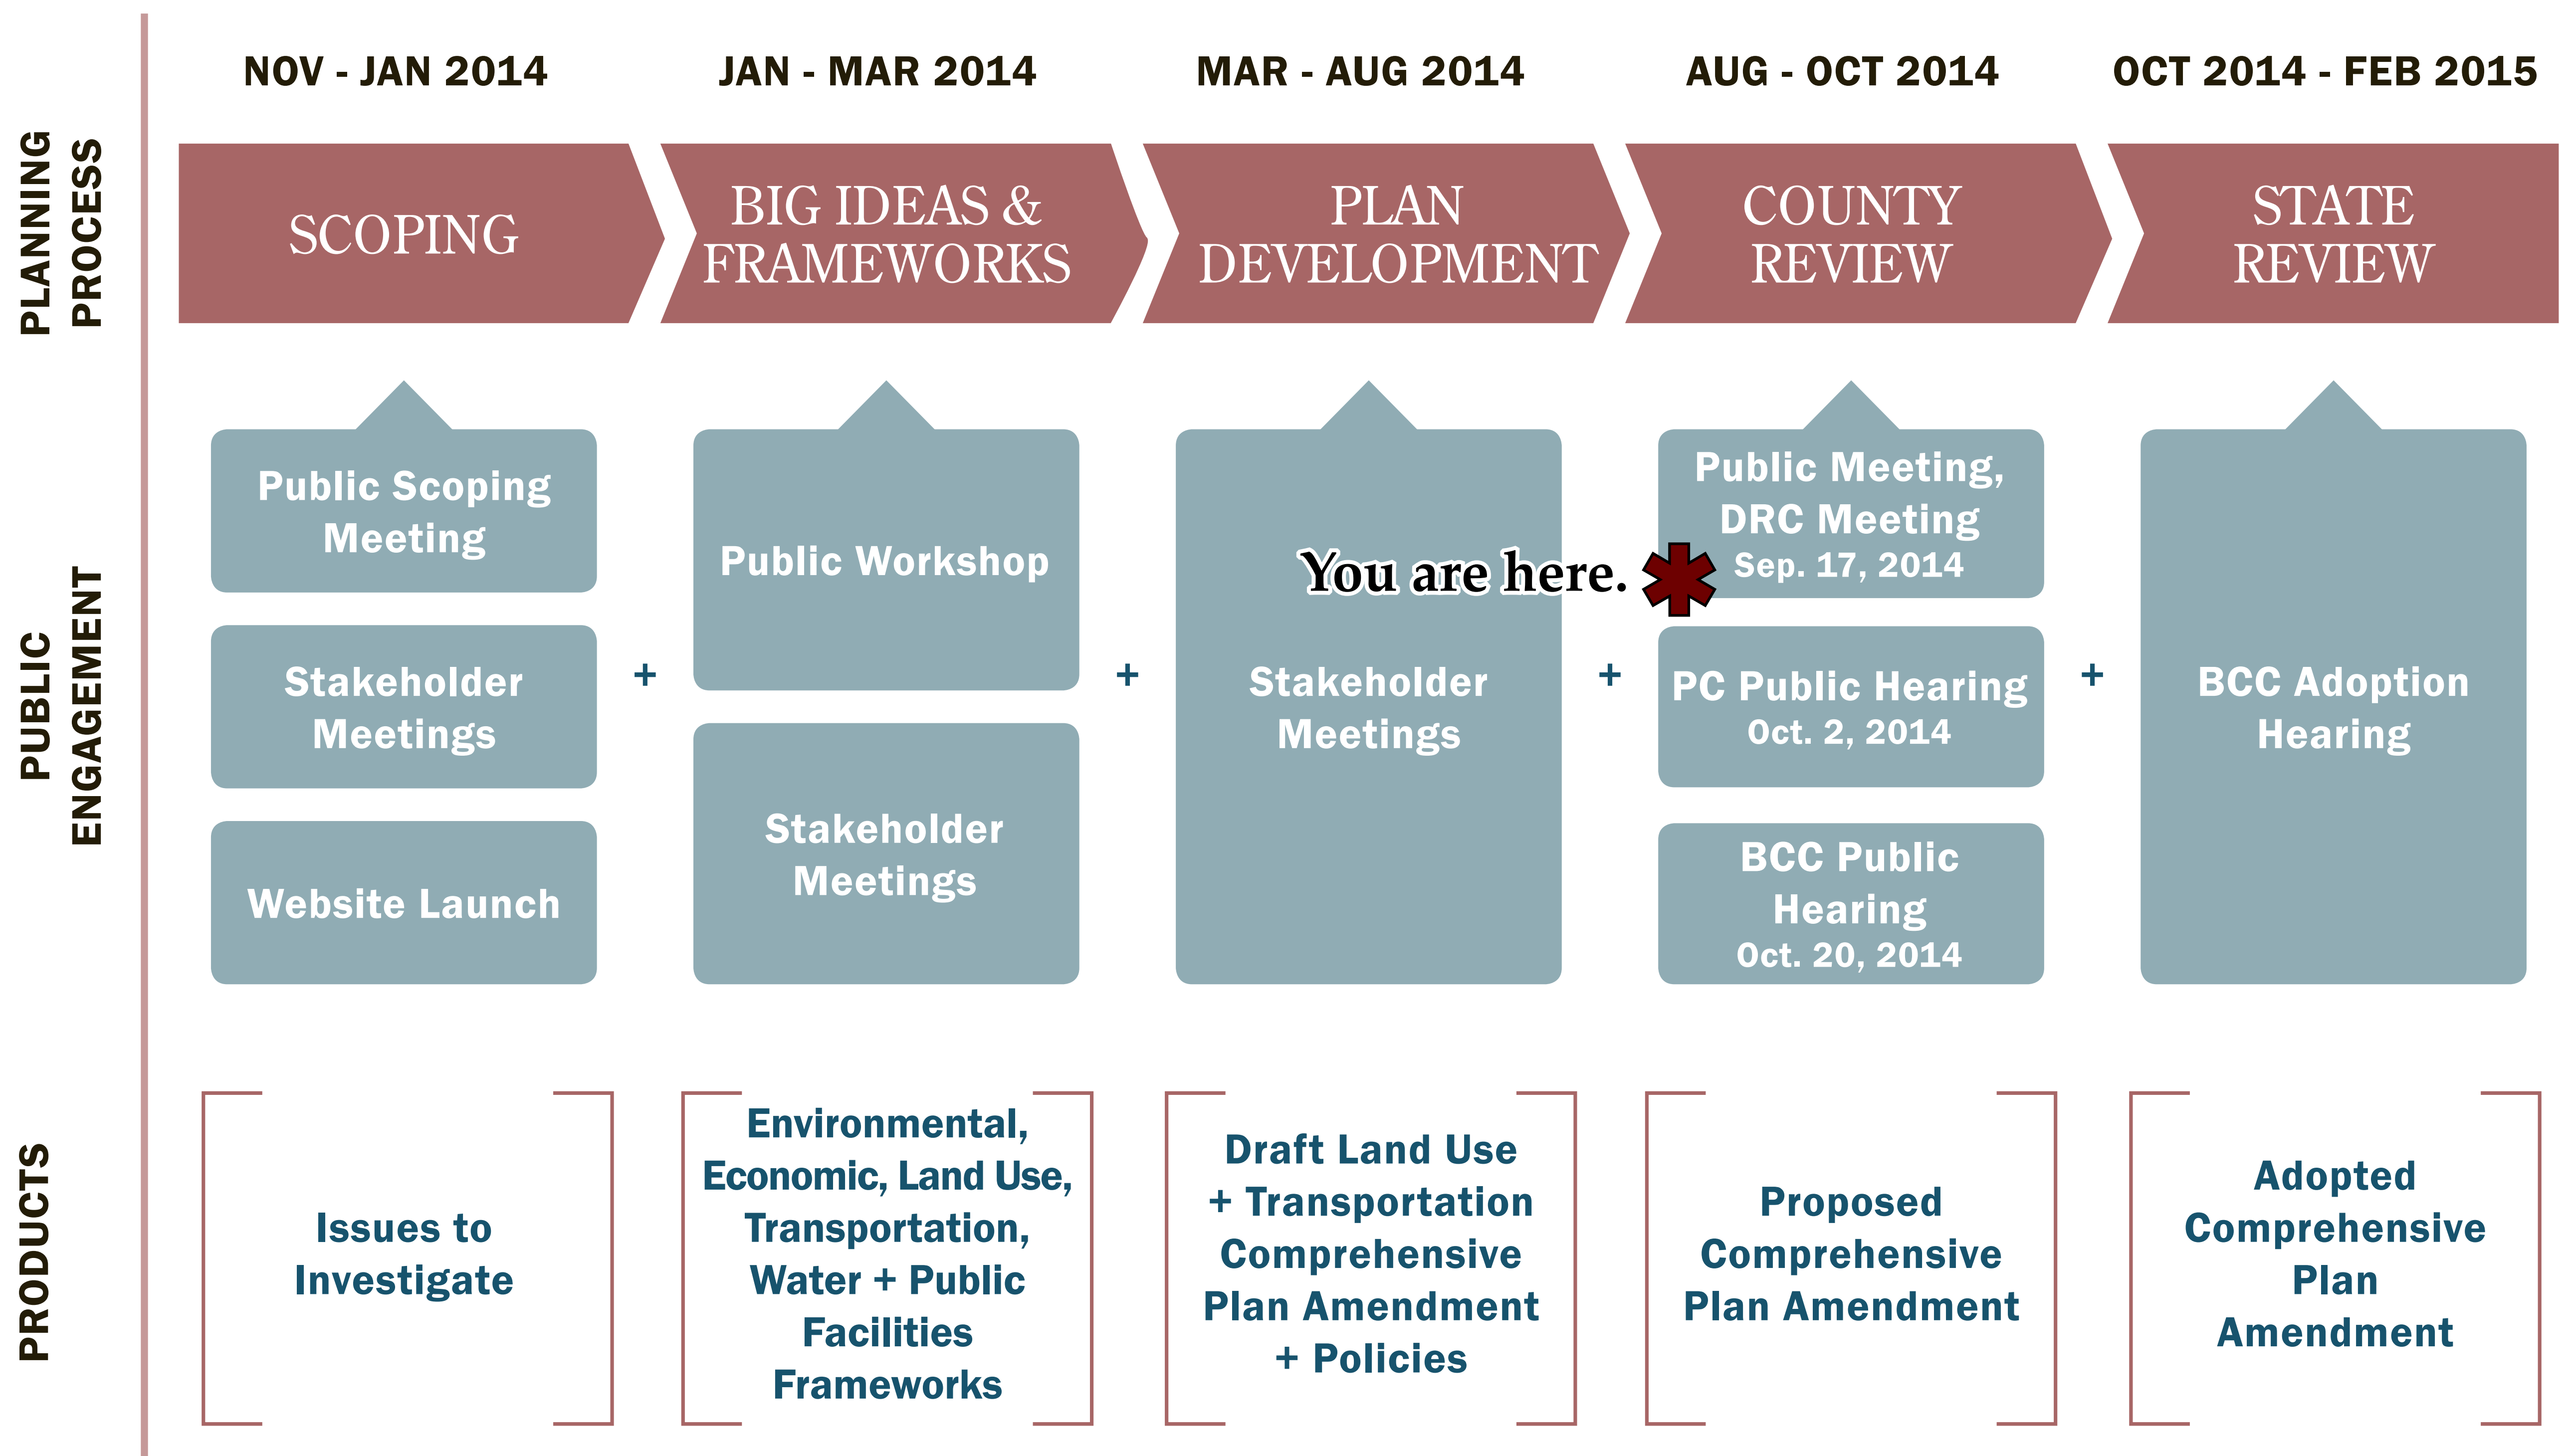 NOV - JAN 2014
JAN - MAR 2014
MAR - AUG 2014
AUG - OCT 2014
OCT 2014 - FEB 2015
PLANNING
PROCESS
SCOPING
BIG IDEAS &
FRAMEWORKS
PLAN
DEVELOPMENT
COUNTY
REVIEW
STATE
REVIEW
PUBLIC
ENGAGEMENT
Public Scoping
Meeting
Stakeholder
Meetings
Website Launch
+
Public Workshop
Stakeholder
Meetings
+
You are here.
Stakeholder
Meetings
+
Public Meeting,
DRC Meeting
Sep. 17, 2014
PC Public Hearing
Oct. 2, 2014
BCC Public
Hearing
Oct. 20, 2014
+
BCC Adoption
Hearing
PRODUCTS
Issues to
Investigate
Environmental,
Economic, Land Use,
Transportation,
Water + Public
Facilities
Frameworks
Draft Land Use
+ Transportation
Comprehensive
Plan Amendment
+ Policies
Proposed
Comprehensive
Plan Amendment
Adopted
Comprehensive
Plan
Amendment